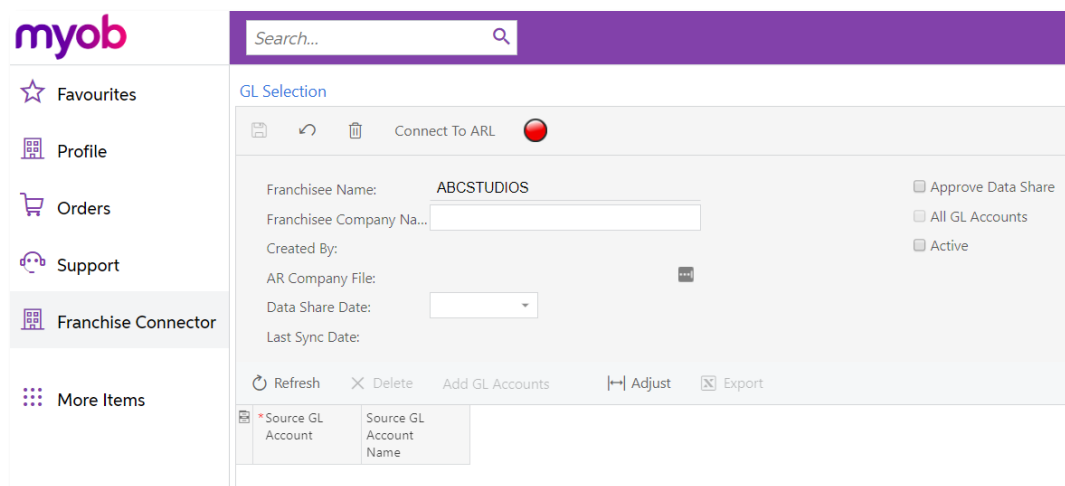 myob
Search...
Favourites
Profile
Orders
Support
Franchise Connector
More Items
GL Selection
Connect To ARL
Franchisee Name: ABCSTUDIOS
Franchisee Company Na...
Created By:
AR Company File:
Data Share Date:
Last Sync Date:
Approve Data Share
All GL Accounts
Active
Refresh Delete Add GL Accounts Adjust Export
*Source GL
Account
Source GL
Account
Name